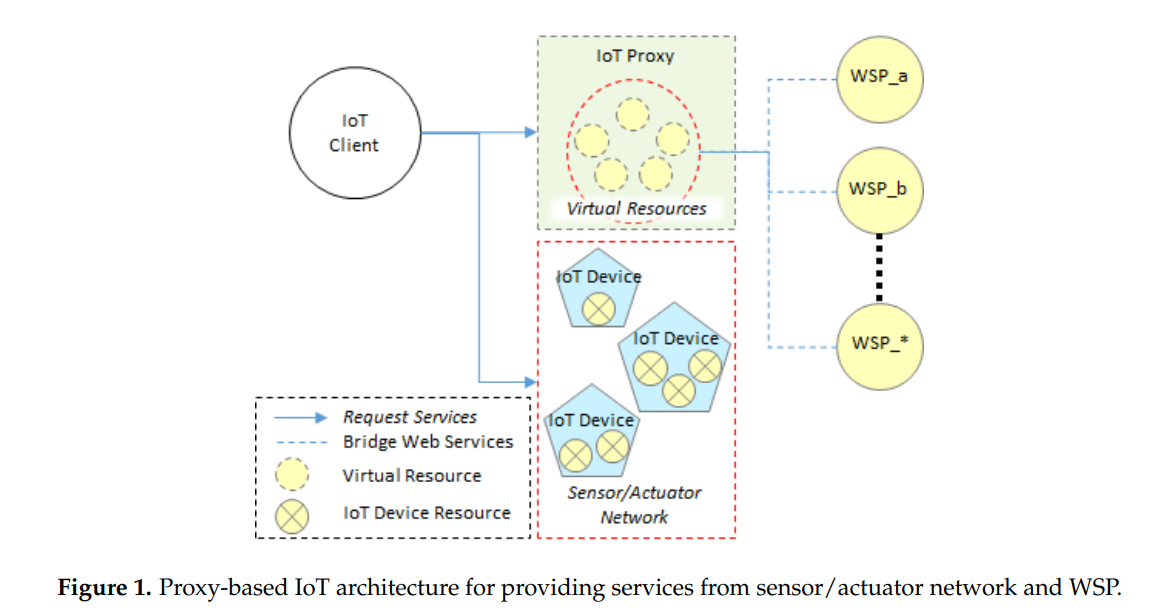 IoT Proxy
IoT
Client
Virtual Resources
WSP_a
WSP_b
WSP_*
IoT Device
IoT Device
IoT Device
Sensor/Actuator
Network
Request Services
Bridge Web Services
Virtual Resource
IoT Device Resource
Figure 1. Proxy-based IoT architecture for providing services from sensor/actuator network and WSP.